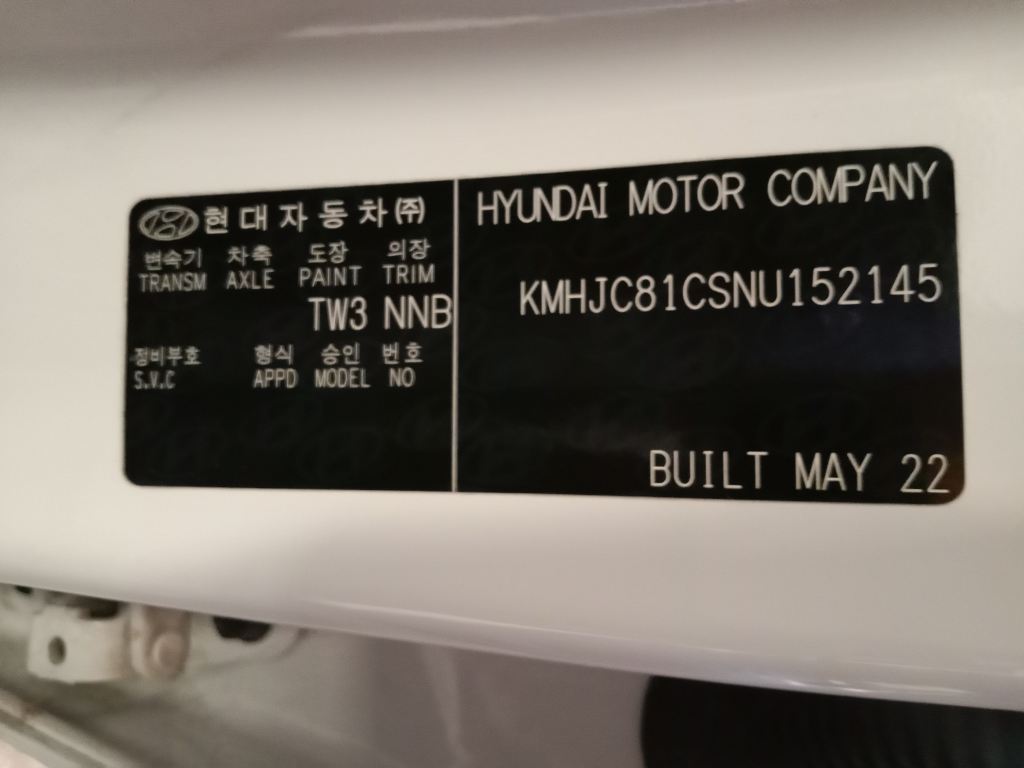 현대자동차㈜
변속기 차축 도장 의장
TRANSM AXLE PAINT TRIM
TW3 NNB
정비부호 형식 승인 번호
S.V.C APPD MODEL NO
HYUNDAI MOTOR COMPANY
KMHJC81CSNU152145
BUILT MAY 22